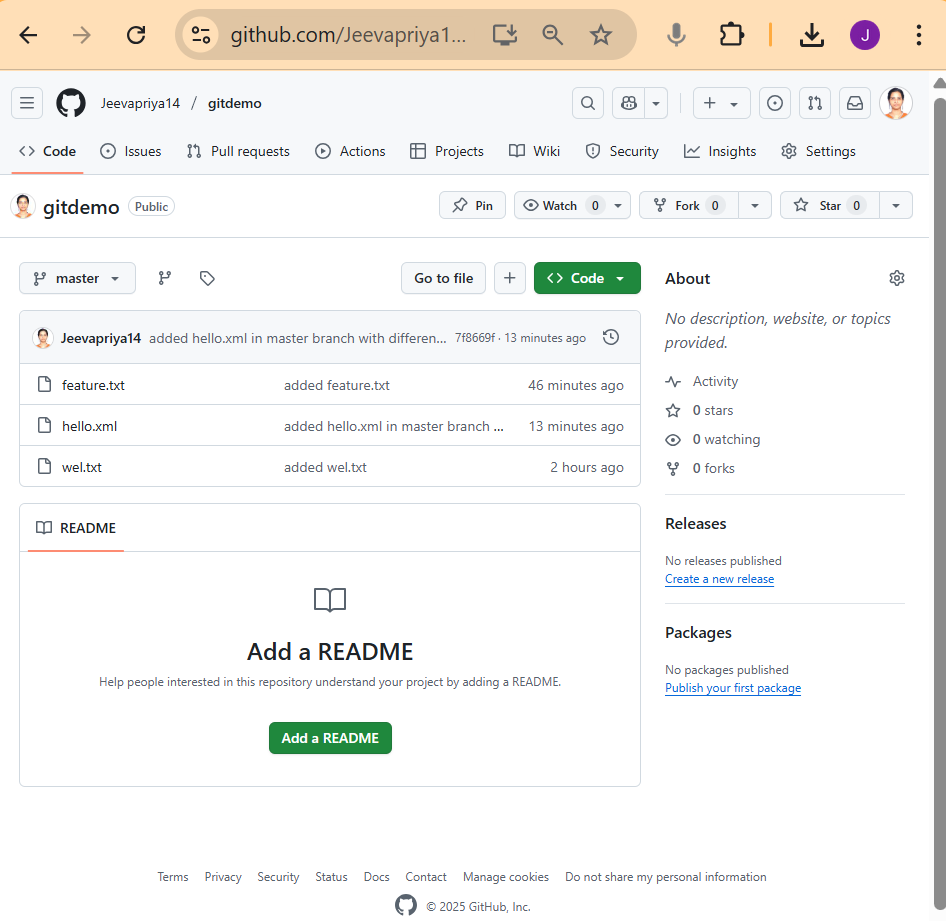 github.com/Jeevapriya1...
J
Jeevapriya14 / gitdemo
Code Issues Pull requests Actions Projects Wiki Security Insights Settings
gitdemo Public Pin Watch 0 Fork 0 Star 0
master Go to file Code
Jeevapriya14 added hello.xml in master branch with differen... 7f8669f · 13 minutes ago
feature.txt added feature.txt 46 minutes ago
hello.xml added hello.xml in master branch ... 13 minutes ago
wel.txt added wel.txt 2 hours ago
README
Add a README
Help people interested in this repository understand your project by adding a README.
Add a README
About
No description, website, or topics
provided.
Activity
0 stars
0 watching
0 forks
Releases
No releases published
Create a new release
Packages
No packages published
Publish your first package
Terms Privacy Security Status Docs Contact Manage cookies Do not share my personal information
© 2025 GitHub, Inc.